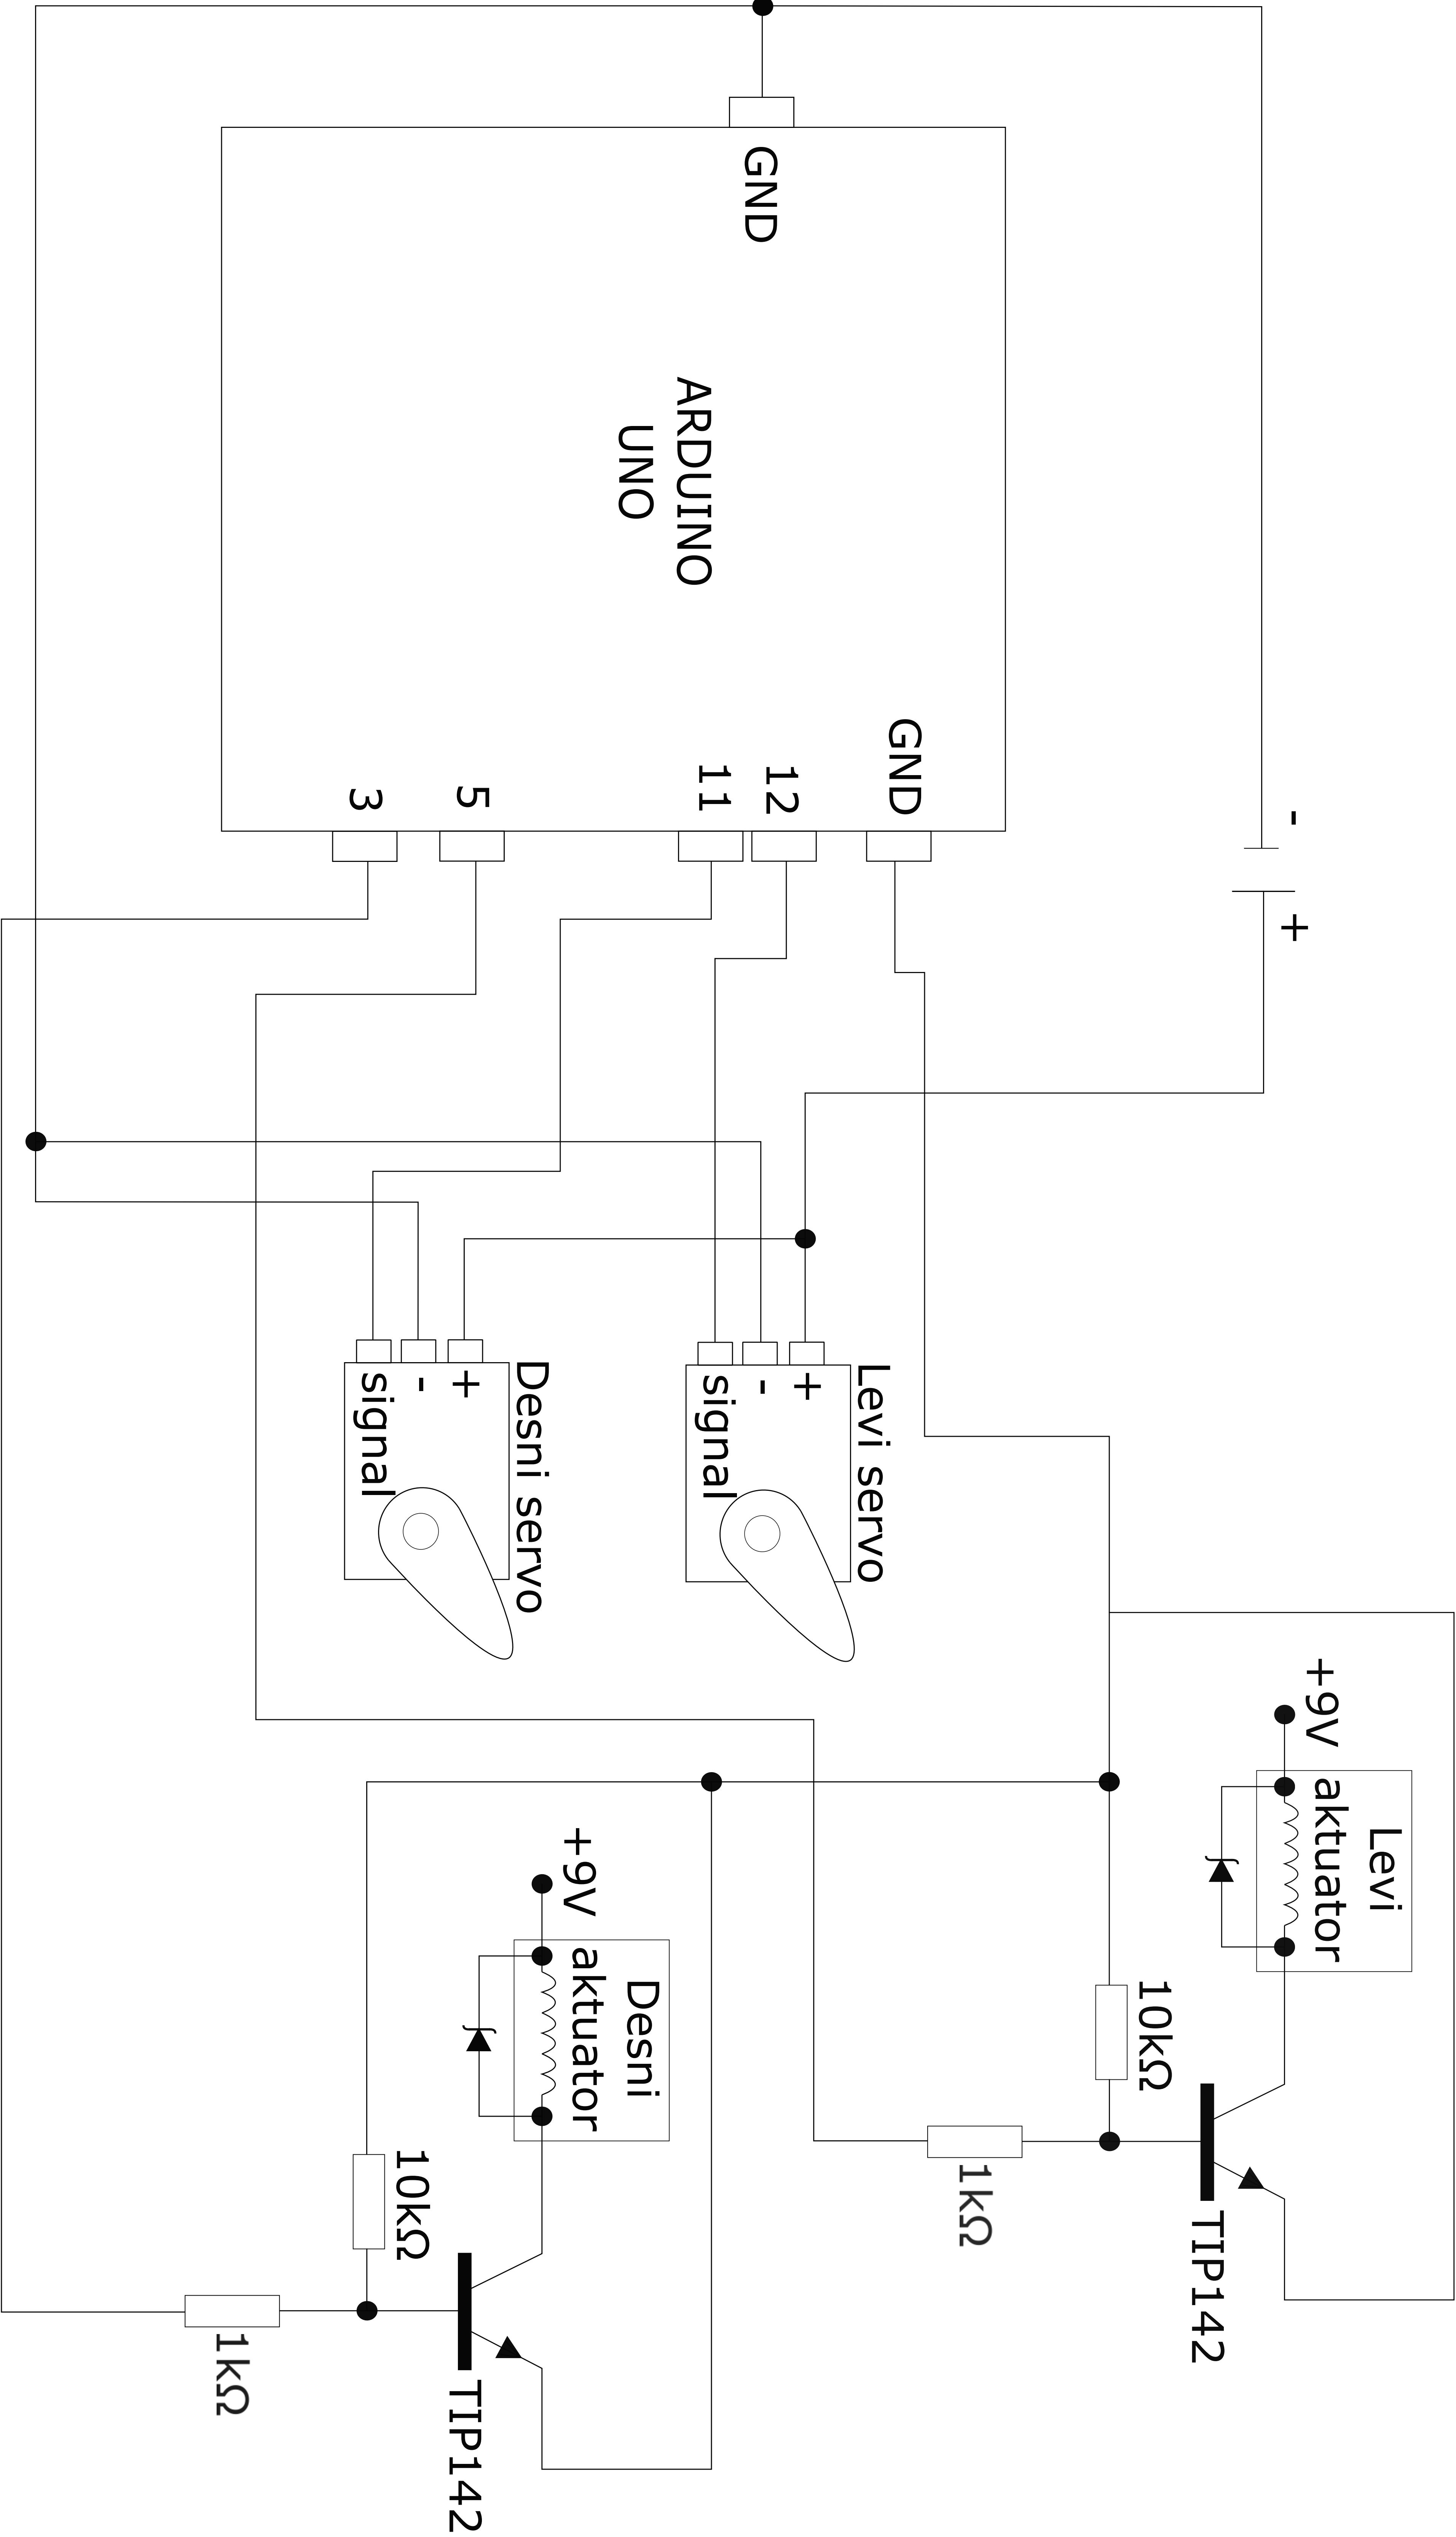 GND
ARDUINO
UNO
GND
12
11
5
3
-
+
Levi servo
+
-
signal
Desni servo
+
-
signal
+9V
Levi
aktuator
10kΩ
1kΩ
TIP142
+9V
Desni
aktuator
10kΩ
1kΩ
TIP142